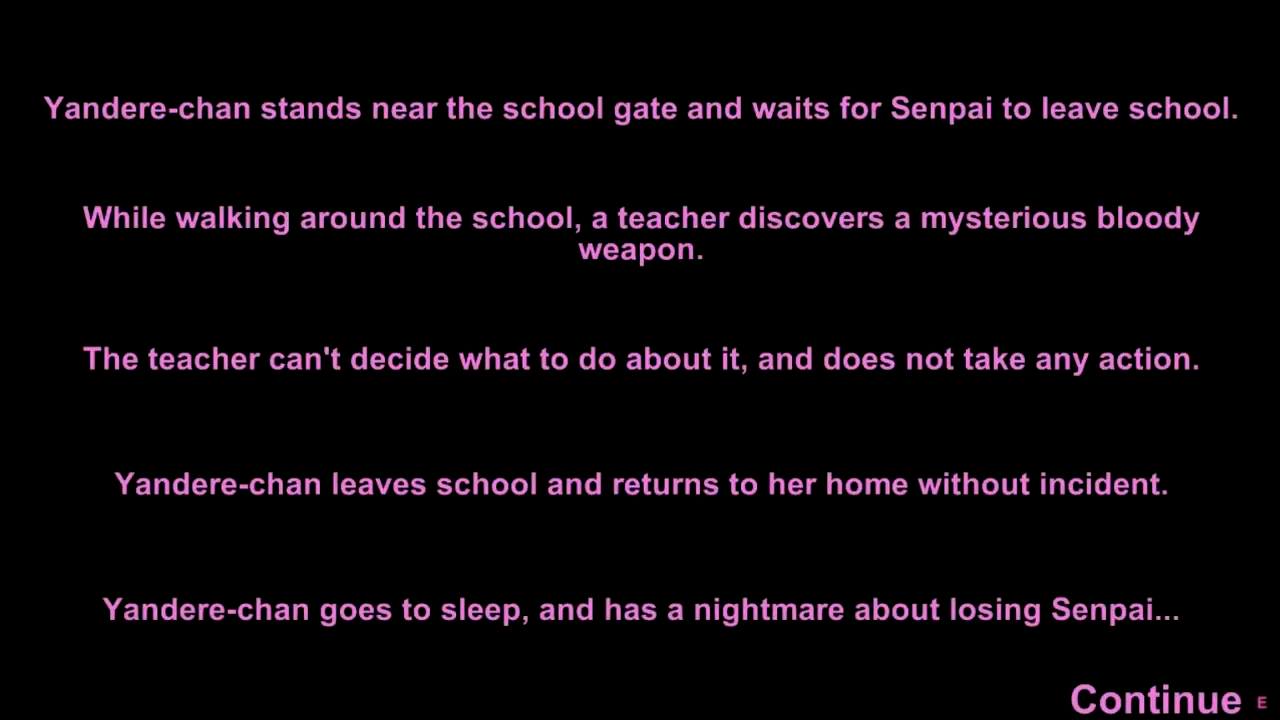 Yandere-chan stands near the school gate and waits for Senpai to leave school.
While walking around the school, a teacher discovers a mysterious bloody
weapon.
The teacher can't decide what to do about it, and does not take any action.
Yandere-chan leaves school and returns to her home without incident.
Yandere-chan goes to sleep, and has a nightmare about losing Senpai...
Continue E